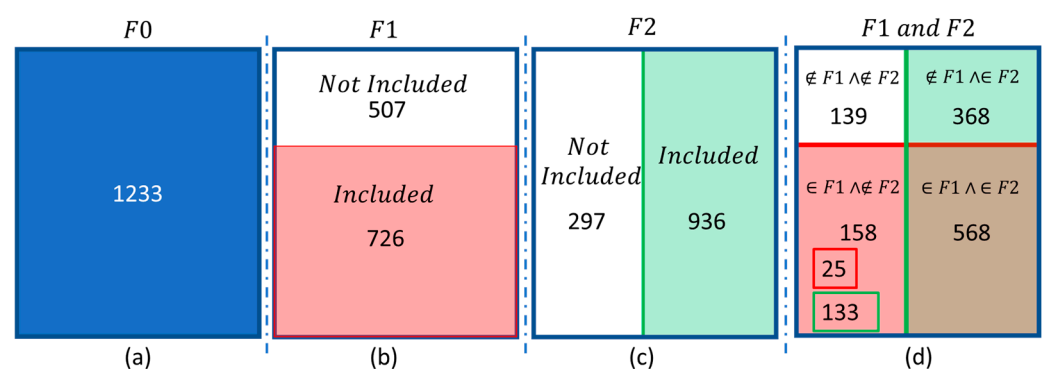 F0
F1
F2
F1 and F2
1233
Not Included
507
Included
726
Not
Included
297
Included
936
∉ F1 ∧∉ F2
139
∉ F1 ∧∈ F2
368
∈ F1 ∧∉ F2
158
25
133
∈ F1 ∧ ∈ F2
568
(a)
(b)
(c)
(d)